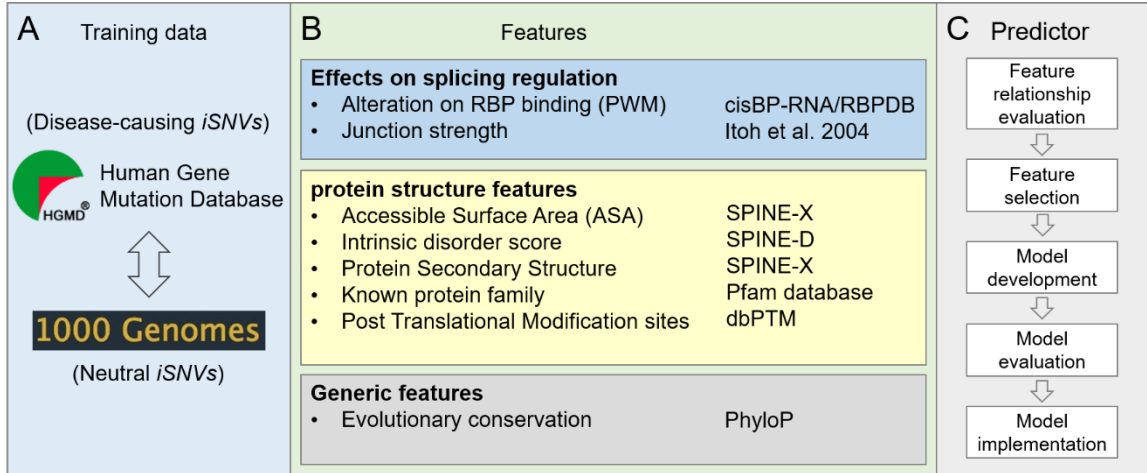 A Training data
(Disease-causing iSNVs)
HGMD®
Human Gene
Mutation Database
1000 Genomes
(Neutral iSNVs)
B Features
Effects on splicing regulation
• Alteration on RBP binding (PWM) cisBP-RNA/RBPDB
• Junction strength Itoh et al. 2004
protein structure features
• Accessible Surface Area (ASA) SPINE-X
• Intrinsic disorder score SPINE-D
• Protein Secondary Structure SPINE-X
• Known protein family Pfam database
• Post Translational Modification sites dbPTM
Generic features
• Evolutionary conservation PhyloP
C Predictor
Feature
relationship
evaluation
Feature
selection
Model
development
Model
evaluation
Model
implementation